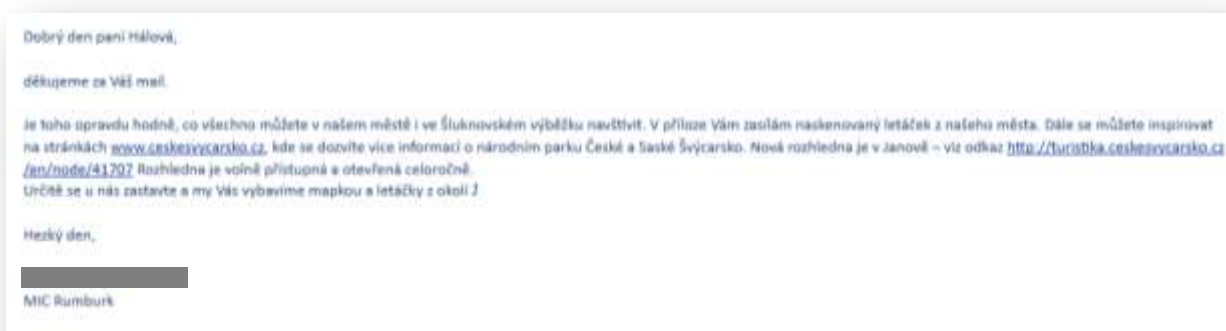 Dobrý den paní Hálová,
děkujeme za Váš mail.
Je toho opravdu hodně, co všechno můžete v našem městě i ve Šluknovském výběžku navštívit. V příloze Vám zasílám naskenovaný letáček z našeho města. Dále se můžete inspirovat
na stránkách www.ceskesvycarsko.cz, kde se dozvíte více informací o národním parku České a Saské Švýcarsko. Nová rozhledna je v Janově – viz odkaz http://turistika.ceskesvycarsko.cz
/en/node/41707 Rozhledna je volně přístupná a otevřená celoročně.
Určitě se u nás zastavte a my Vás vybavíme mapkou a letáčky z okolí J
Hezký den,
MIC Rumburk